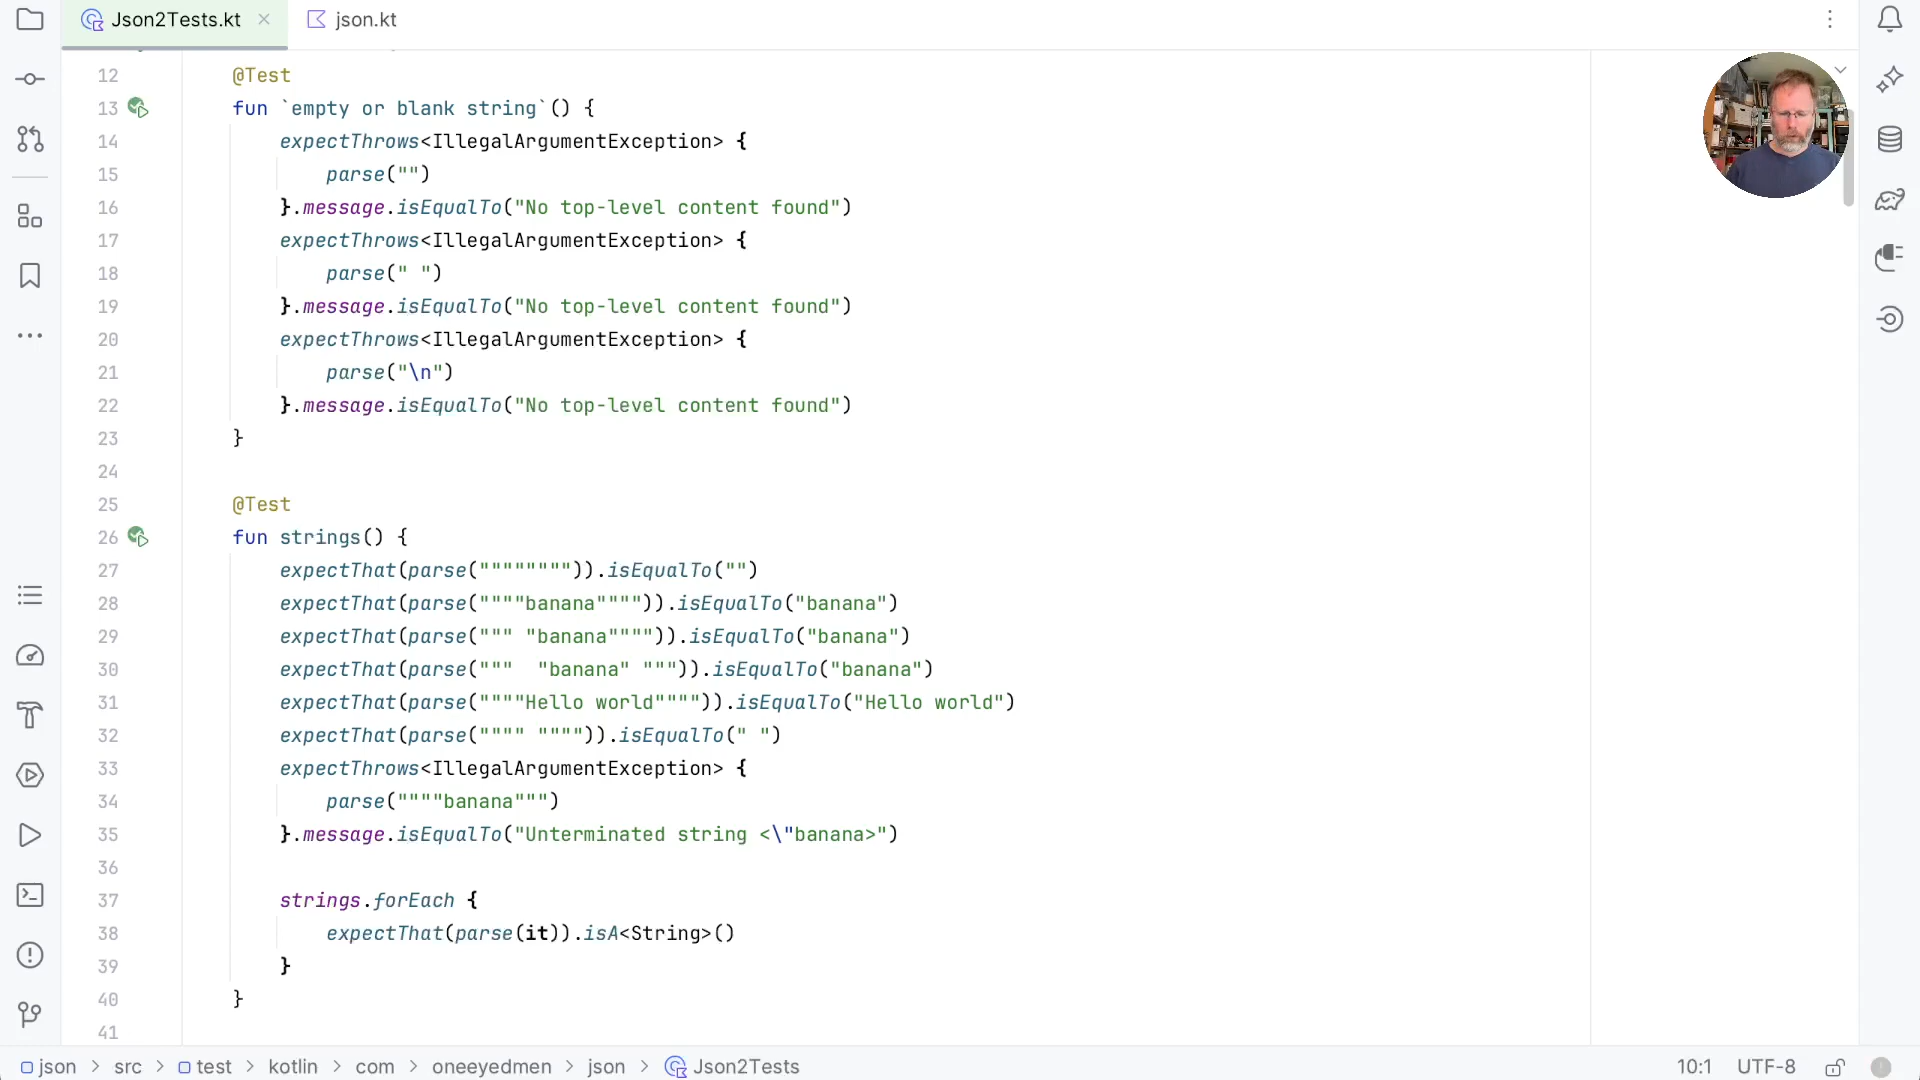 Json2Tests.kt
json.kt
12 @Test
13 fun `empty or blank string`() {
14 expectThrows<IllegalArgumentException> {
15 parse("")
16 }.message.isEqualTo("No top-level content found")
17 expectThrows<IllegalArgumentException> {
18 parse(" ")
19 }.message.isEqualTo("No top-level content found")
20 expectThrows<IllegalArgumentException> {
21 parse("\n")
22 }.message.isEqualTo("No top-level content found")
23 }
24
25 @Test
26 fun strings() {
27 expectThat(parse("""""""")).isEqualTo("")
28 expectThat(parse(""""banana"""")).isEqualTo("banana")
29 expectThat(parse(""" "banana"""")).isEqualTo("banana")
30 expectThat(parse("""  "banana" """)).isEqualTo("banana")
31 expectThat(parse(""""Hello world"""")).isEqualTo("Hello world")
32 expectThat(parse("""" """")).isEqualTo(" ")
33 expectThrows<IllegalArgumentException> {
34 parse(""""banana""")
35 }.message.isEqualTo("Unterminated string <\"banana>")
36
37 strings.forEach {
38 expectThat(parse(it)).isA<String>()
39 }
40 }
41
json > src > test > kotlin > com > oneeyedmen > json > Json2Tests
10:1 UTF-8